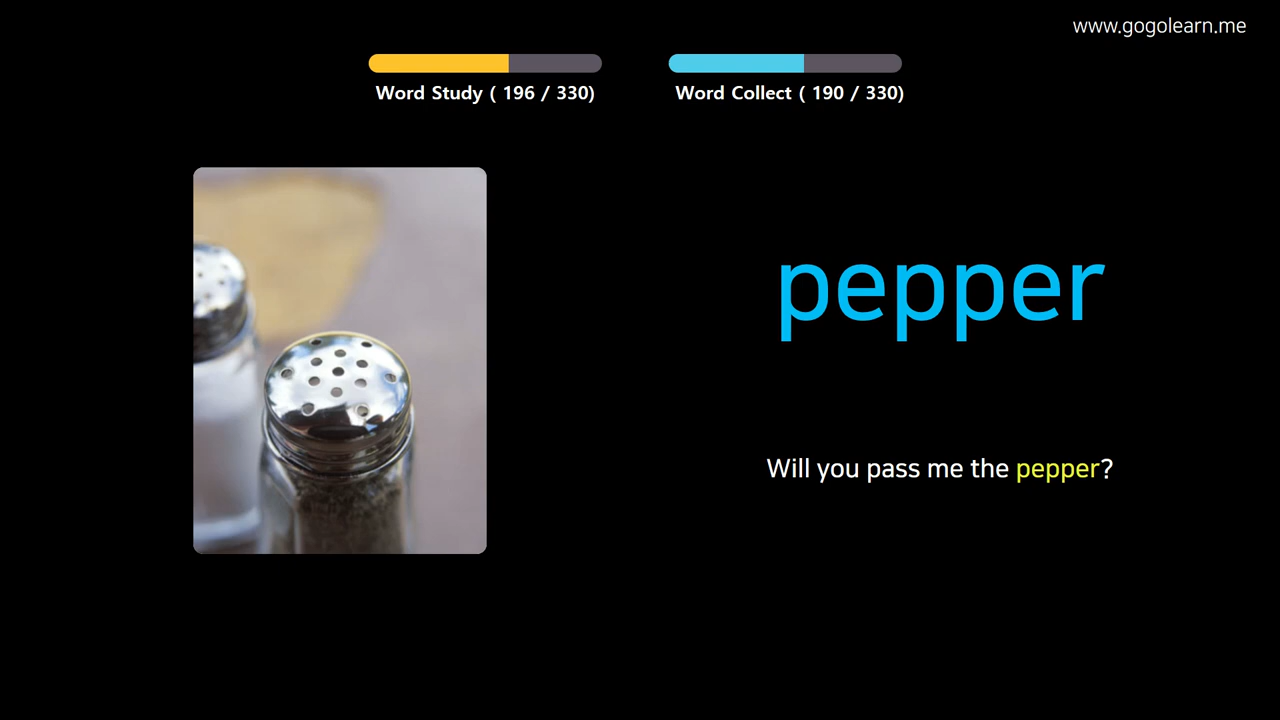 www.gogolearn.me
Word Study ( 196 / 330)
Word Collect ( 190 / 330)
pepper
Will you pass me the pepper?